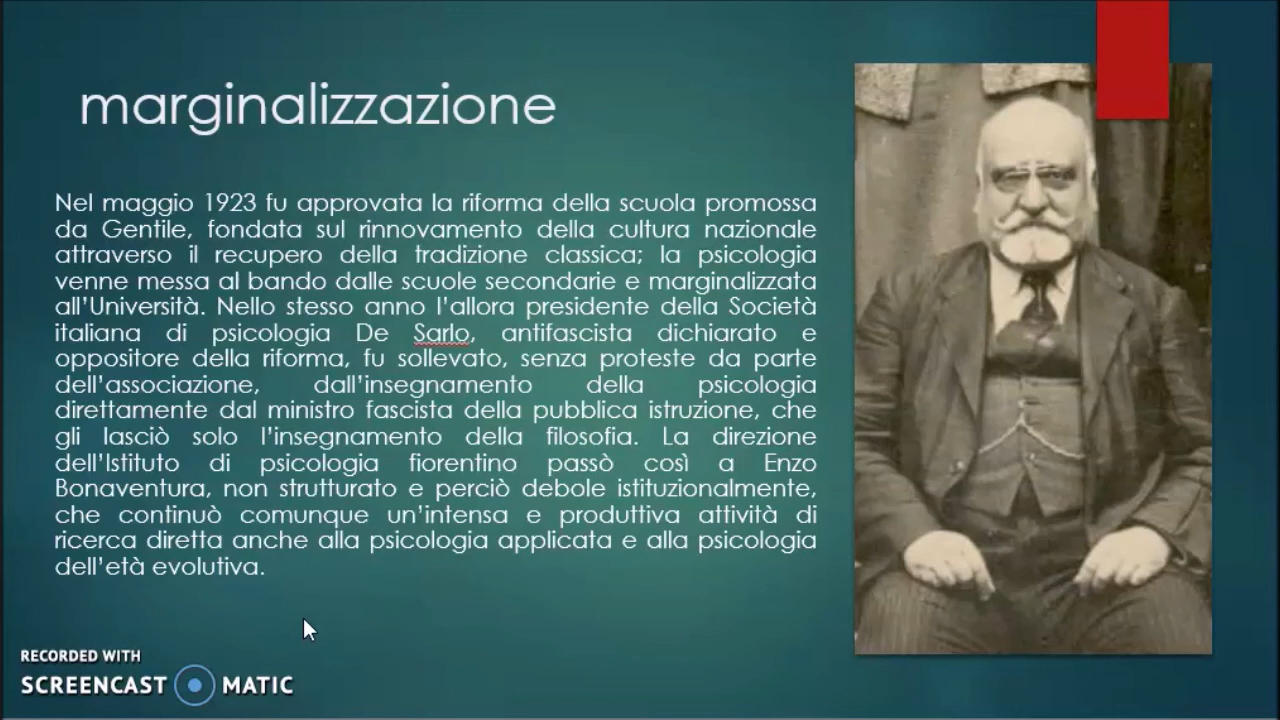 marginalizzazione
Nel maggio 1923 fu approvata la riforma della scuola promossa
da Gentile, fondata sul rinnovamento della cultura nazionale
attraverso il recupero della tradizione classica; la psicologia
venne messa al bando dalle scuole secondarie e marginalizzata
all’Università. Nello stesso anno l’allora presidente della Società
italiana di psicologia De Sarlo, antifascista dichiarato e
oppositore della riforma, fu sollevato, senza proteste da parte
dell’associazione, dall’insegnamento della psicologia
direttamente dal ministro fascista della pubblica istruzione, che
gli lasciò solo l’insegnamento della filosofia. La direzione
dell’Istituto di psicologia fiorentino passò così a Enzo
Bonaventura, non strutturato e perciò debole istituzionalmente,
che continuò comunque un’intensa e produttiva attività di
ricerca diretta anche alla psicologia applicata e alla psicologia
dell’età evolutiva.
RECORDED WITH
SCREENCAST MATIC